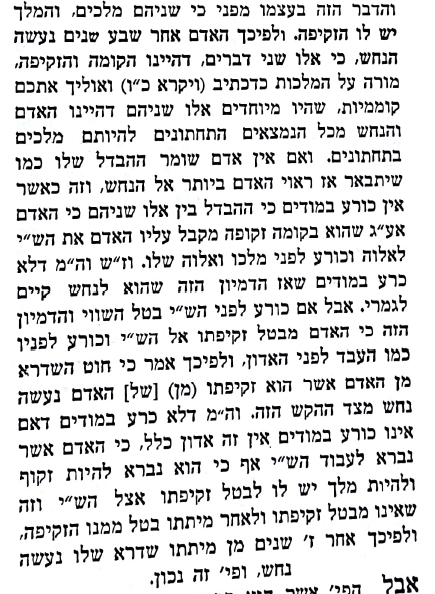 והדבר הזה בעצמו מפני כי שניהם מלכים, והמלך
יש לו הזקיפה. ולפיכך האדם אחר שבע שנים נעשה
הנחש, כי אלו שני דברים, דהיינו הקומה והזקיפה,
מורה על המלכות כדכתיב (ויקרא כ״ו) ואוליך אתכם
קוממיות, שהיו מיוחדים אלו שניהם דהיינו האדם
והנחש מכל הנמצאים התחתונים להיותם מלכים
בתחתונים. ואם אין אדם שומר ההבדל שלו כמו
שיתבאר אז ראוי האדם ביותר אל הנחש, וזה כאשר
אין כורע במודים כי ההבדל בין אלו שניהם כי האדם
אע״ג שהוא בקומה זקופה מקבל עליו האדם את הש״י
לאלוה וכורע לפני מלכו ואלוה שלו. וז״ש וה״מ דלא
כרע במודים שאז הדמיון הזה שהוא לנחש קיים
לגמרי. אבל אם כורע לפני הש״י בטל השווי והדמיון
הזה כי האדם מבטל זקיפתו אל הש״י וכורע לפניו
כמו העבד לפני האדון, ולפיכך אמר כי חוט השדרא
מן האדם אשר הוא זקיפתו (מן) [של] האדם נעשה
נחש מצד ההקש הזה. וה״מ דלא כרע במודים דאם
אינו כורע במודים אין זה אדון כלל, כי האדם אשר
נברא לעבוד הש״י אף כי הוא נברא להיות זקוף
ולהיות מלך יש לו לבטל זקיפתו אצל הש״י וזה
שאינו מבטל זקיפתו ולאחר מיתתו בטל ממנו הזקיפה,
ולפיכך אחר ז׳ שנים מן מיתתו שדרא שלו נעשה
נחש, ופי׳ זה נכון.
אבל הפי׳ אשר